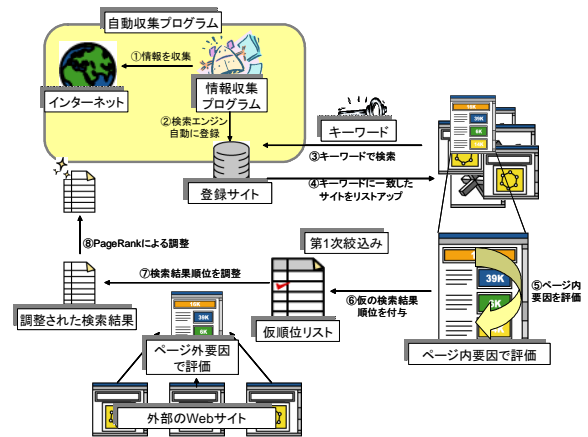 自動収集プログラム
①情報を収集
インターネット
情報収集
プログラム
②検索エンジン
自動に登録
キーワード
③キーワードで検索
登録サイト
④キーワードに一致した
サイトをリストアップ
16K
39K
6K
⑧PageRankによる調整
第1次絞込み
⑦検索結果順位を調整
39K
6K
⑤ページ内
要因を評価
⑥仮の検索結果
順位を付与
調整された検索結果
仮順位リスト
16K
39K
6K
ページ内要因で評価
ページ外要因
で評価
外部のWebサイト